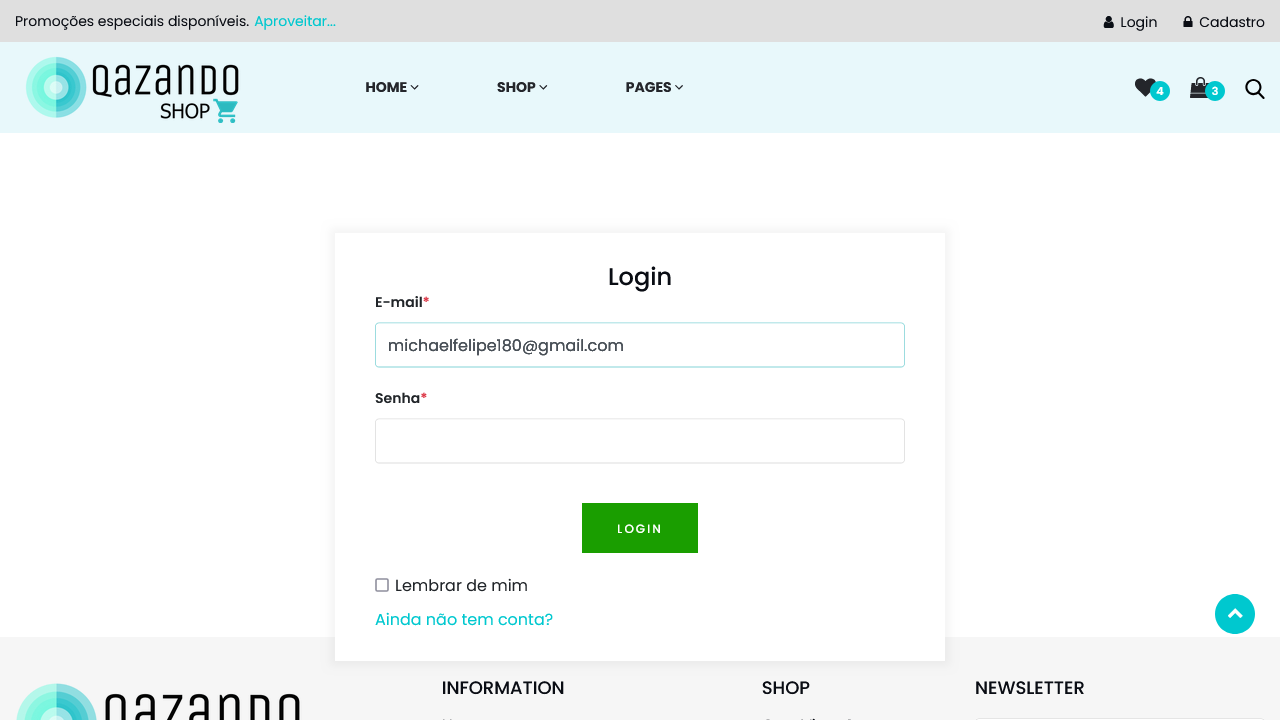 Promoções especiais disponíveis. Aproveitar...
Login
Cadastro
QAZANDO
SHOP
HOME
SHOP
PAGES
4
3
Login
E-mail*
michaelfelipe180@gmail.com
Senha*
LOGIN
Lembrar de mim
Ainda não tem conta?
QAZANDO
INFORMATION
SHOP
NEWSLETTER